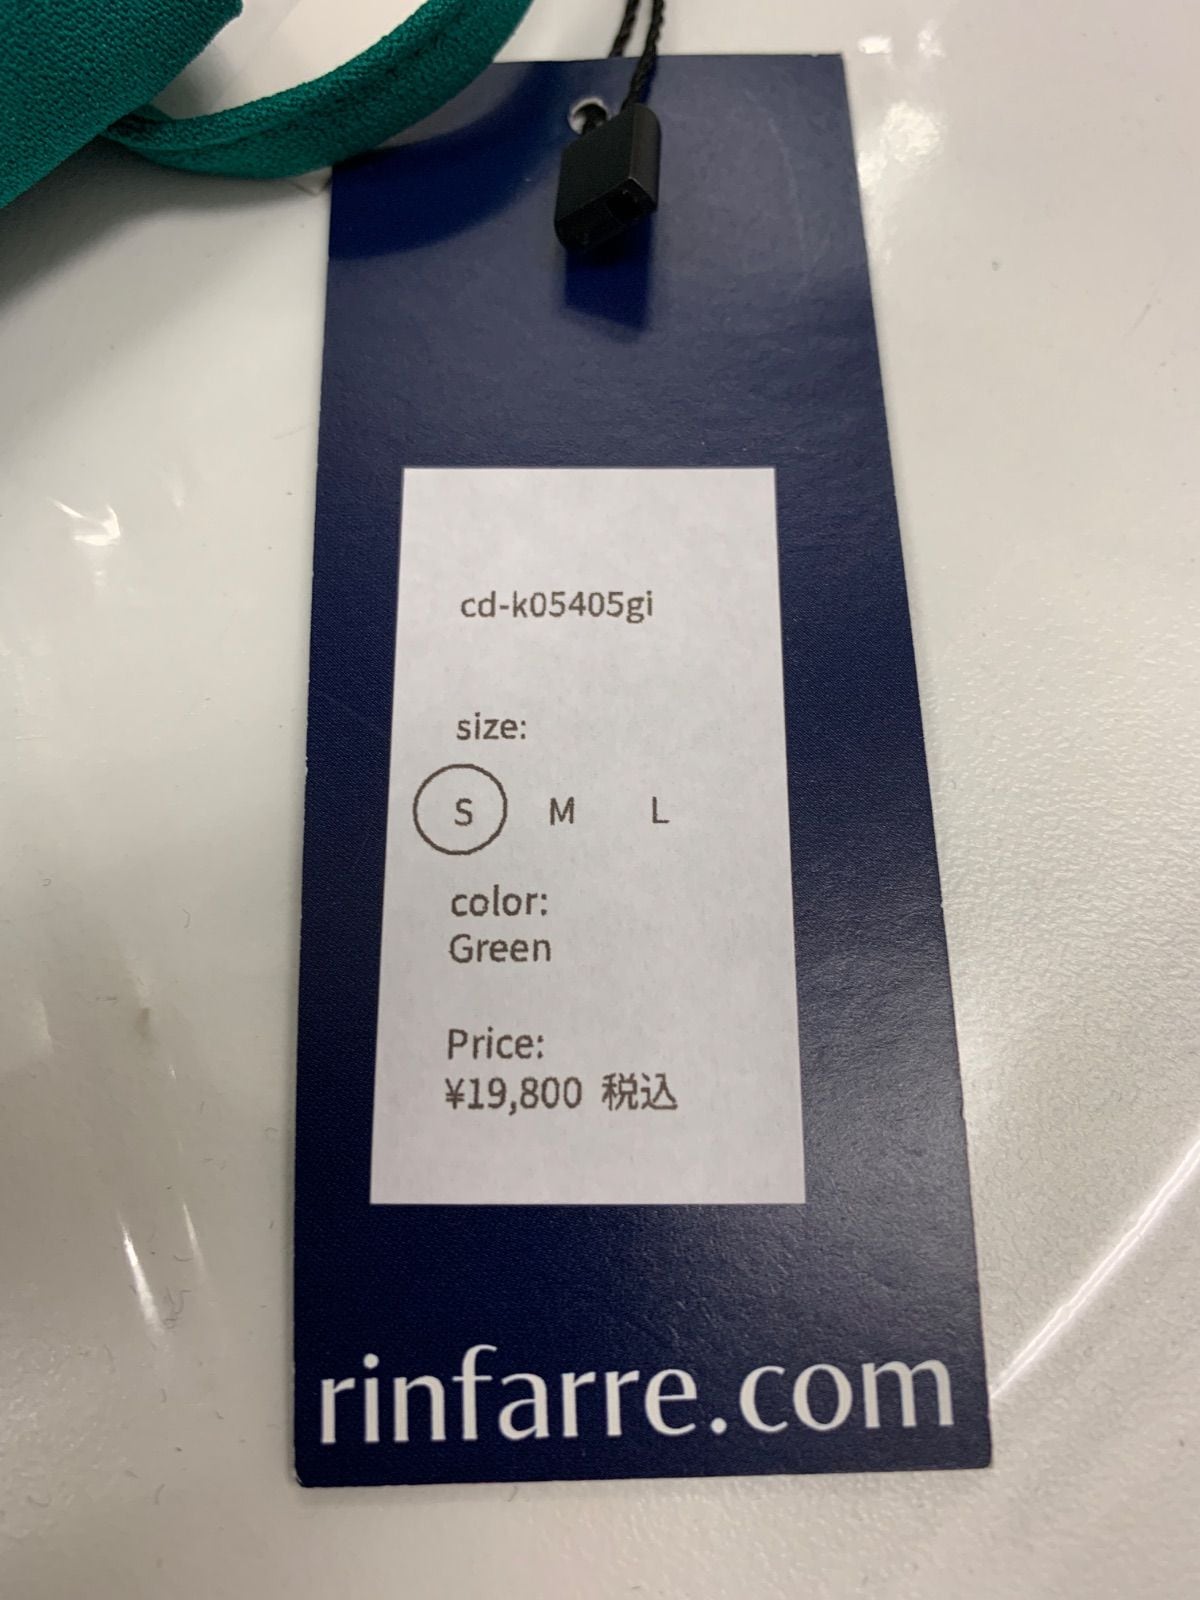 cd-k05405gi
size:
S M L
color:
Green
Price:
¥19,800 税込
rinfarre.com